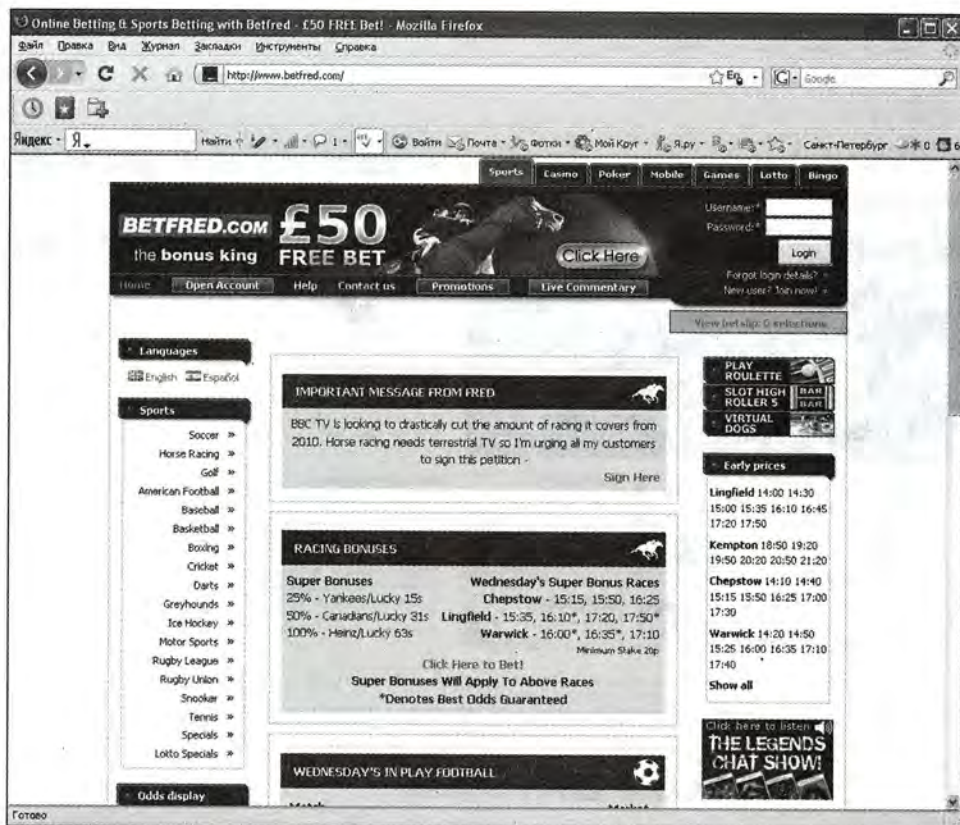 Online Betting & Sports Betting with Betfred - £50 FREE Bet! - Mozilla Firefox
Файл Правка Вид Журнал Закладки Инструменты Справка
http://www.betfred.com/
Google
Яндекс Я Найти 1 Войти Почта Фотки Мой Круг Я.ру Санкт-Петербург 0 6
Sports Casino Poker Mobile Games Lotto Bingo
BETFRED.COM
the bonus king
£50
FREE BET
Click Here
Username:*
Password:*
Login
Forgot login details? »
New user? Join now! »
Home Open Account Help Contact us Promotions Live Commentary
View betslip: 0 selections
Languages
English Español
Sports
Soccer »
Horse Racing »
Golf »
American Football »
Baseball »
Basketball »
Boxing »
Cricket »
Darts »
Greyhounds »
Ice Hockey »
Motor Sports »
Rugby League »
Rugby Union »
Snooker »
Tennis »
Specials »
Lotto Specials »
Odds display
IMPORTANT MESSAGE FROM FRED
BBC TV is looking to drastically cut the amount of racing it covers from
2010. Horse racing needs terrestrial TV so I'm urging all my customers
to sign this petition -
Sign Here
RACING BONUSES
Super Bonuses
25% - Yankees/Lucky 15s
50% - Canadians/Lucky 31s
100% - Heinz/Lucky 63s
Wednesday's Super Bonus Races
Chepstow - 15:15, 15:50, 16:25
Lingfield - 15:35, 16:10*, 17:20, 17:50*
Warwick - 16:00*, 16:35*, 17:10
Minimum Stake 20p
Click Here to Bet!
Super Bonuses Will Apply To Above Races
*Denotes Best Odds Guaranteed
WEDNESDAY'S IN PLAY FOOTBALL
Match Market
PLAY
ROULETTE
SLOT HIGH
ROLLER 5
BAR
BAR
VIRTUAL
DOGS
Early prices
Lingfield 14:00 14:30
15:00 15:35 16:10 16:45
17:20 17:50
Kempton 18:50 19:20
19:50 20:20 20:50 21:20
Chepstow 14:10 14:40
15:15 15:50 16:25 17:00
17:30
Warwick 14:20 14:50
15:25 16:00 16:35 17:10
17:40
Show all
Click here to listen
THE LEGENDS
CHAT SHOW!
Готово